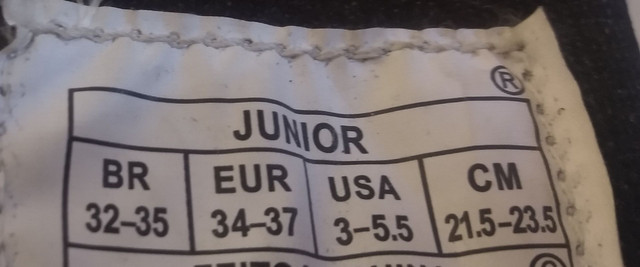 ®
JUNIOR
BR EUR USA CM
32–35 34–37 3–5.5 21.5–23.5